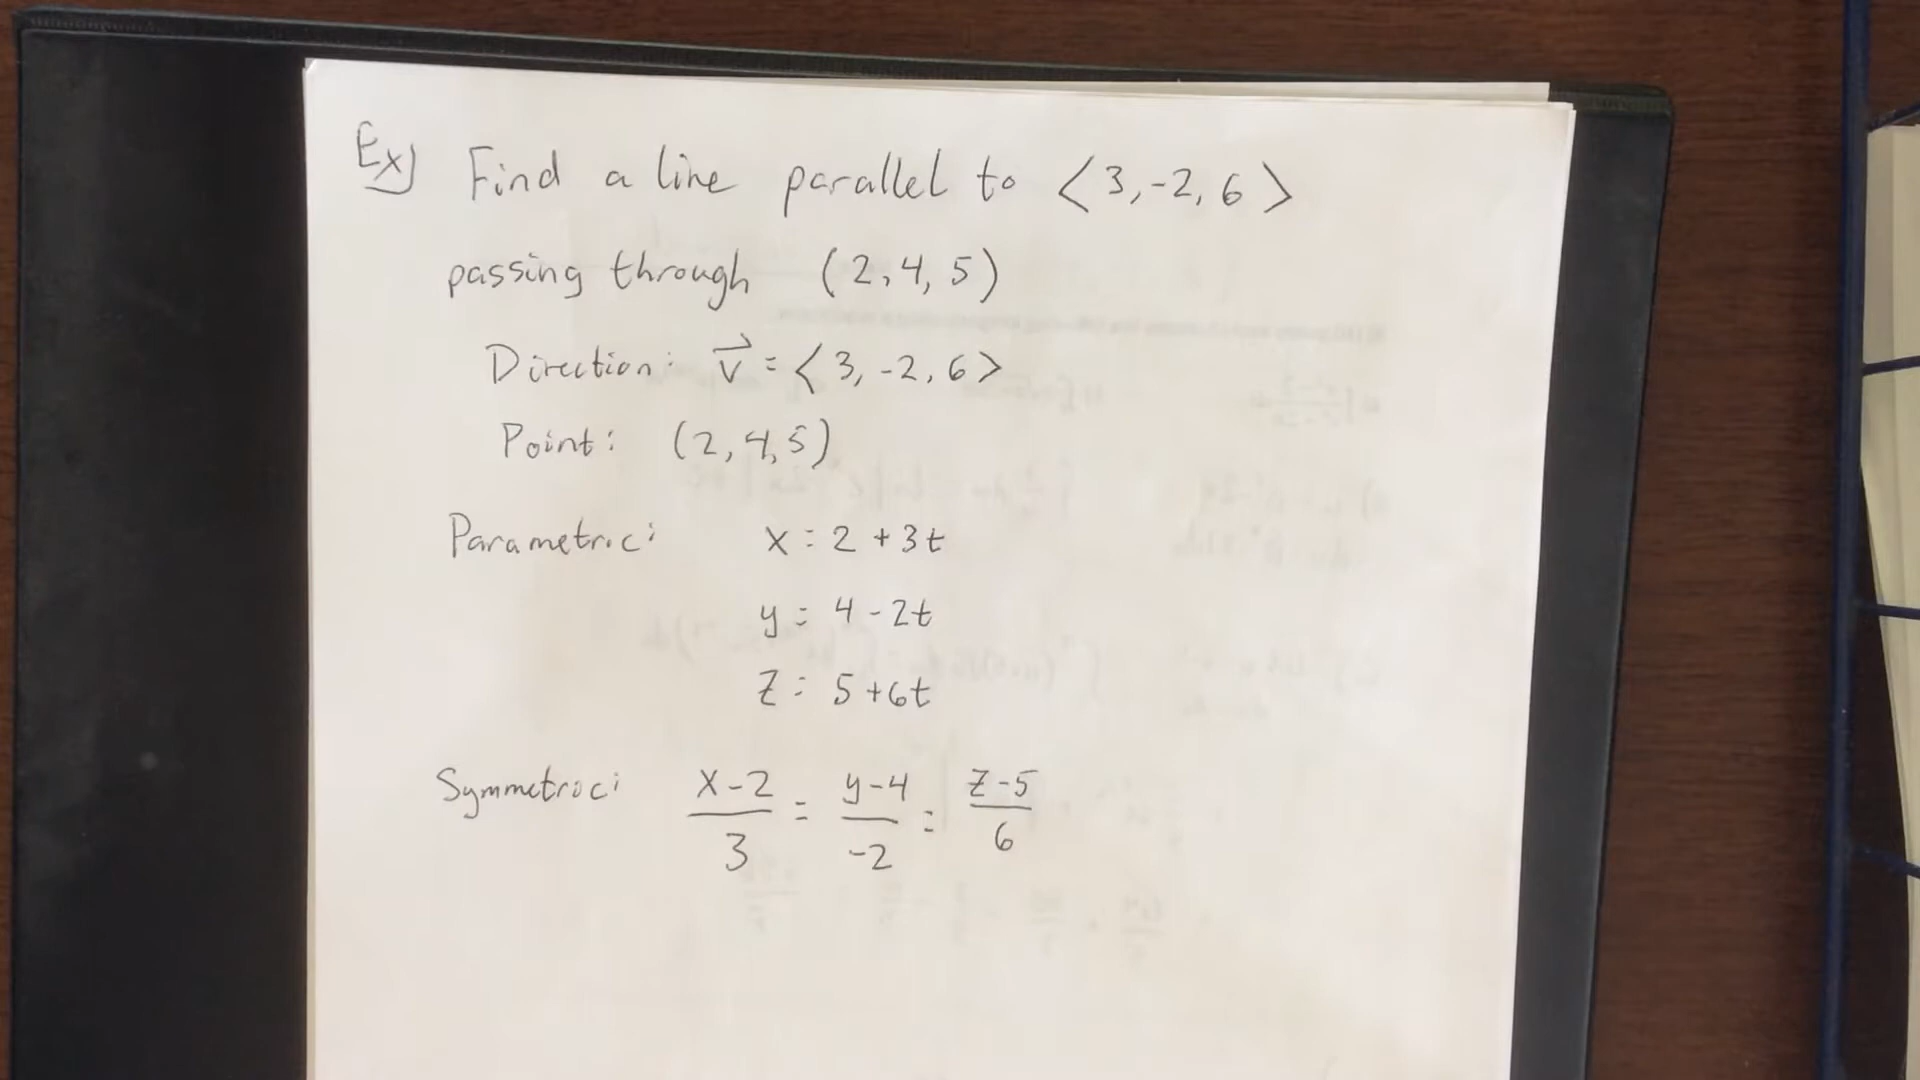 Ex) Find a line parallel to <3, -2, 6>
passing through (2, 4, 5)
Direction: v⃗ = <3, -2, 6>
Point: (2, 4, 5)
Parametric: x = 2 + 3t
y = 4 - 2t
z = 5 + 6t
Symmetric: (x-2)/3 = (y-4)/-2 = (z-5)/6